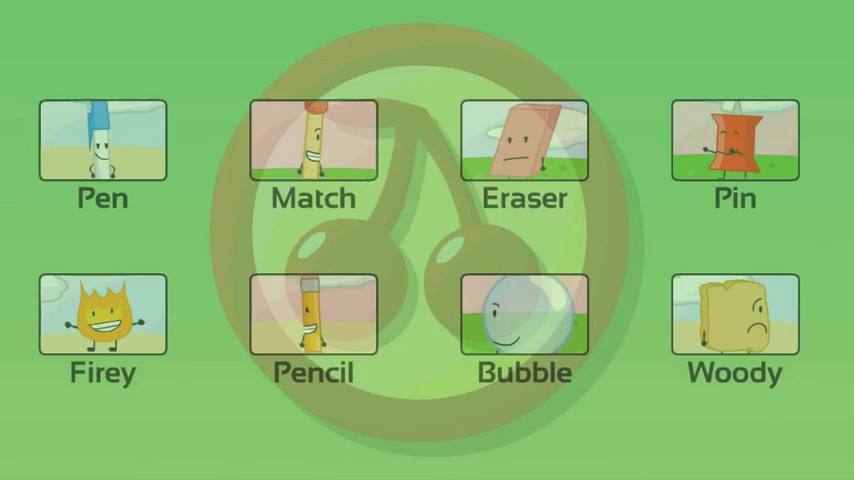 Pen
Match
Eraser
Pin
Firey
Pencil
Bubble
Woody